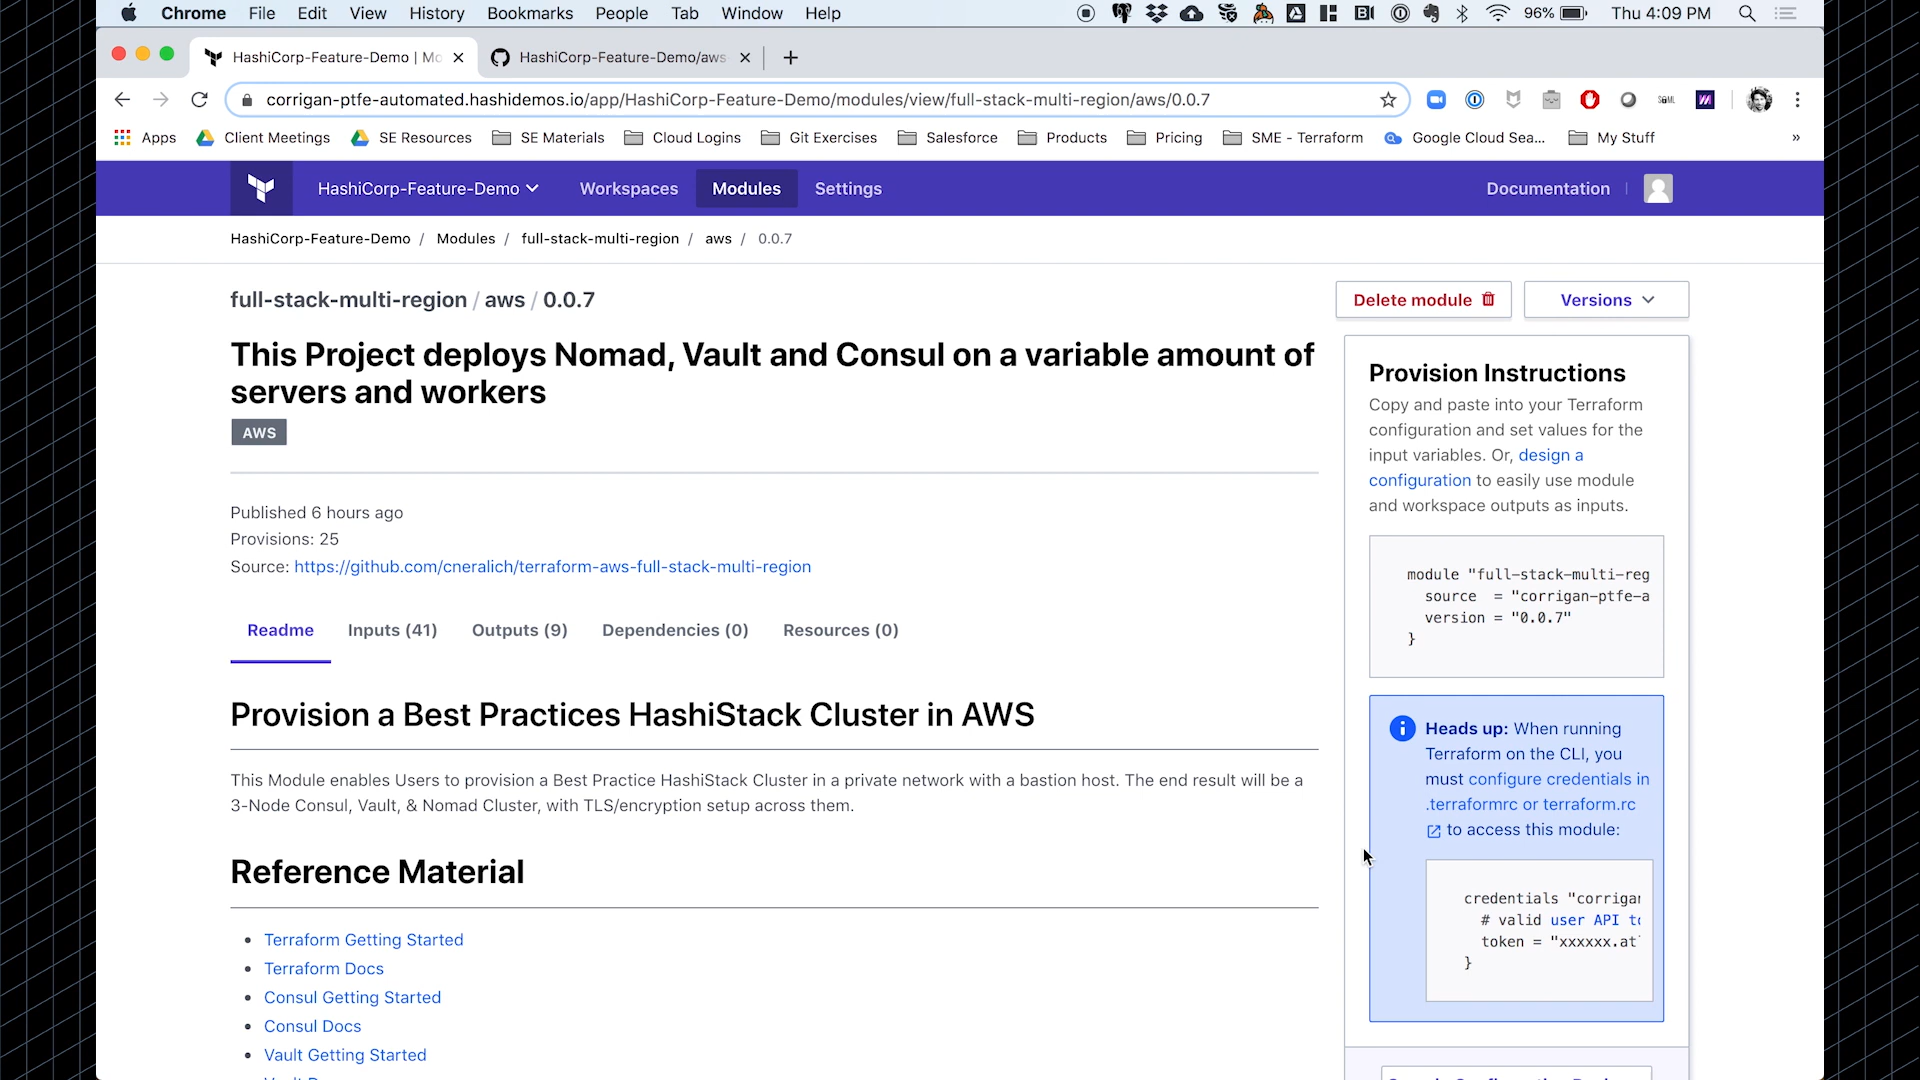 Chrome File Edit View History Bookmarks People Tab Window Help 96% Thu 4:09 PM
HashiCorp-Feature-Demo | Mo HashiCorp-Feature-Demo/aws
corrigan-ptfe-automated.hashidemos.io/app/HashiCorp-Feature-Demo/modules/view/full-stack-multi-region/aws/0.0.7
Apps Client Meetings SE Resources SE Materials Cloud Logins Git Exercises Salesforce Products Pricing SME - Terraform Google Cloud Sea... My Stuff »
HashiCorp-Feature-Demo Workspaces Modules Settings Documentation
HashiCorp-Feature-Demo / Modules / full-stack-multi-region / aws / 0.0.7
full-stack-multi-region / aws / 0.0.7
Delete module Versions
This Project deploys Nomad, Vault and Consul on a variable amount of
servers and workers
AWS
Published 6 hours ago
Provisions: 25
Source: https://github.com/cneralich/terraform-aws-full-stack-multi-region
Readme Inputs (41) Outputs (9) Dependencies (0) Resources (0)
Provision a Best Practices HashiStack Cluster in AWS
This Module enables Users to provision a Best Practice HashiStack Cluster in a private network with a bastion host. The end result will be a
3-Node Consul, Vault, & Nomad Cluster, with TLS/encryption setup across them.
Reference Material
• Terraform Getting Started
• Terraform Docs
• Consul Getting Started
• Consul Docs
• Vault Getting Started
Provision Instructions
Copy and paste into your Terraform
configuration and set values for the
input variables. Or, design a
configuration to easily use module
and workspace outputs as inputs.
module "full-stack-multi-reg
source = "corrigan-ptfe-a
version = "0.0.7"
}
Heads up: When running
Terraform on the CLI, you
must configure credentials in
.terraformrc or terraform.rc
to access this module:
credentials "corrigan
# valid user API to
token = "xxxxxx.at
}